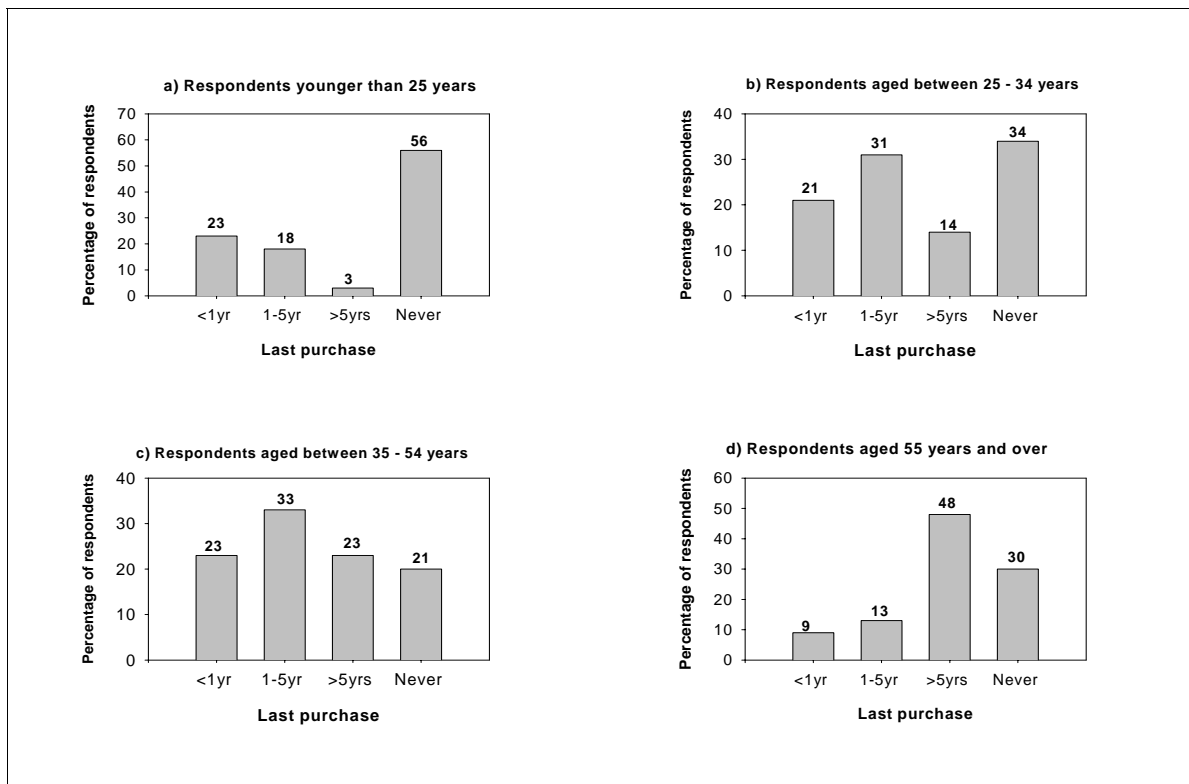 a) Respondents younger than 25 years
Percentage of respondents
70
60
50
40
30
20
10
0
23
18
3
56
<1yr 1-5yr >5yrs Never
Last purchase
b) Respondents aged between 25 - 34 years
Percentage of respondents
40
30
20
10
0
21
31
14
34
<1yr 1-5yr >5yrs Never
Last purchase
c) Respondents aged between 35 - 54 years
Percentage of respondents
40
30
20
10
0
23
33
23
21
<1yr 1-5yr >5yrs Never
Last purchase
d) Respondents aged 55 years and over
Percentage of respondents
60
50
40
30
20
10
0
9
13
48
30
<1yr 1-5yr >5yrs Never
Last purchase